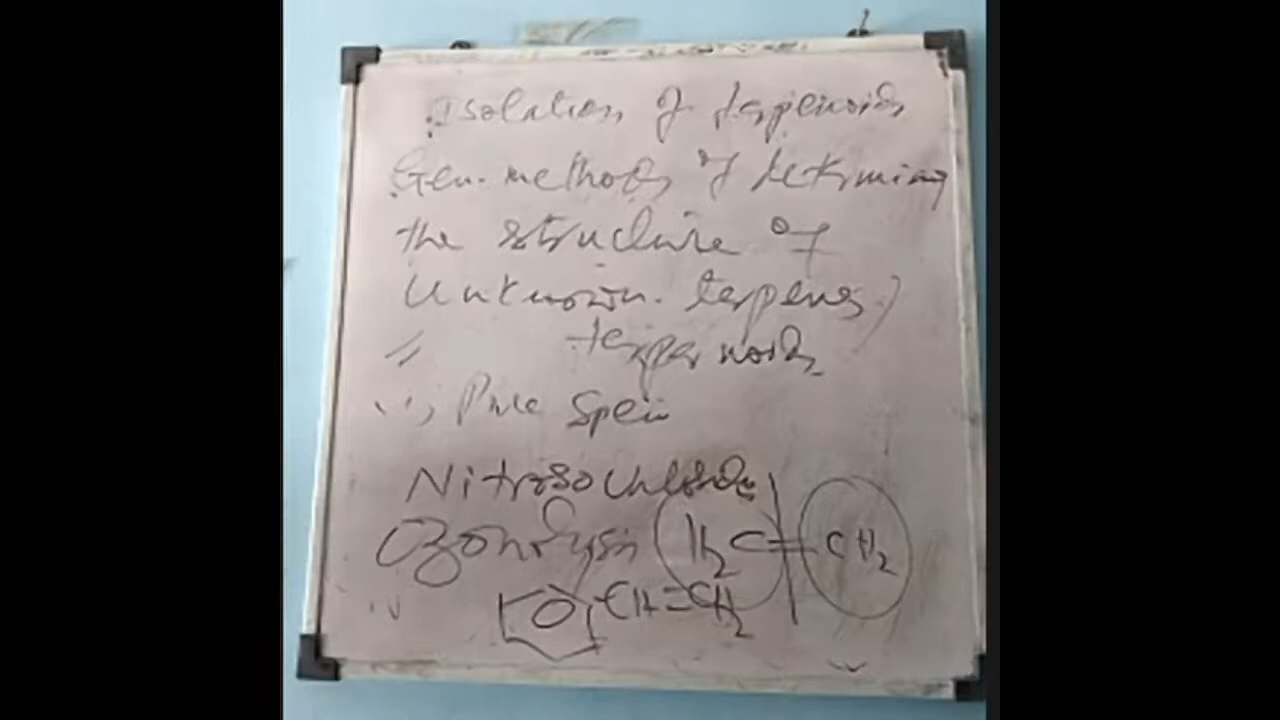 Isolation of terpenoids
Gen. methods of determining
the structure of
Unknown terpenes /
terpenoids
Pure Speci
Nitrosochloride
Ozonolysis H₂C=CH₂
CH=CH₂